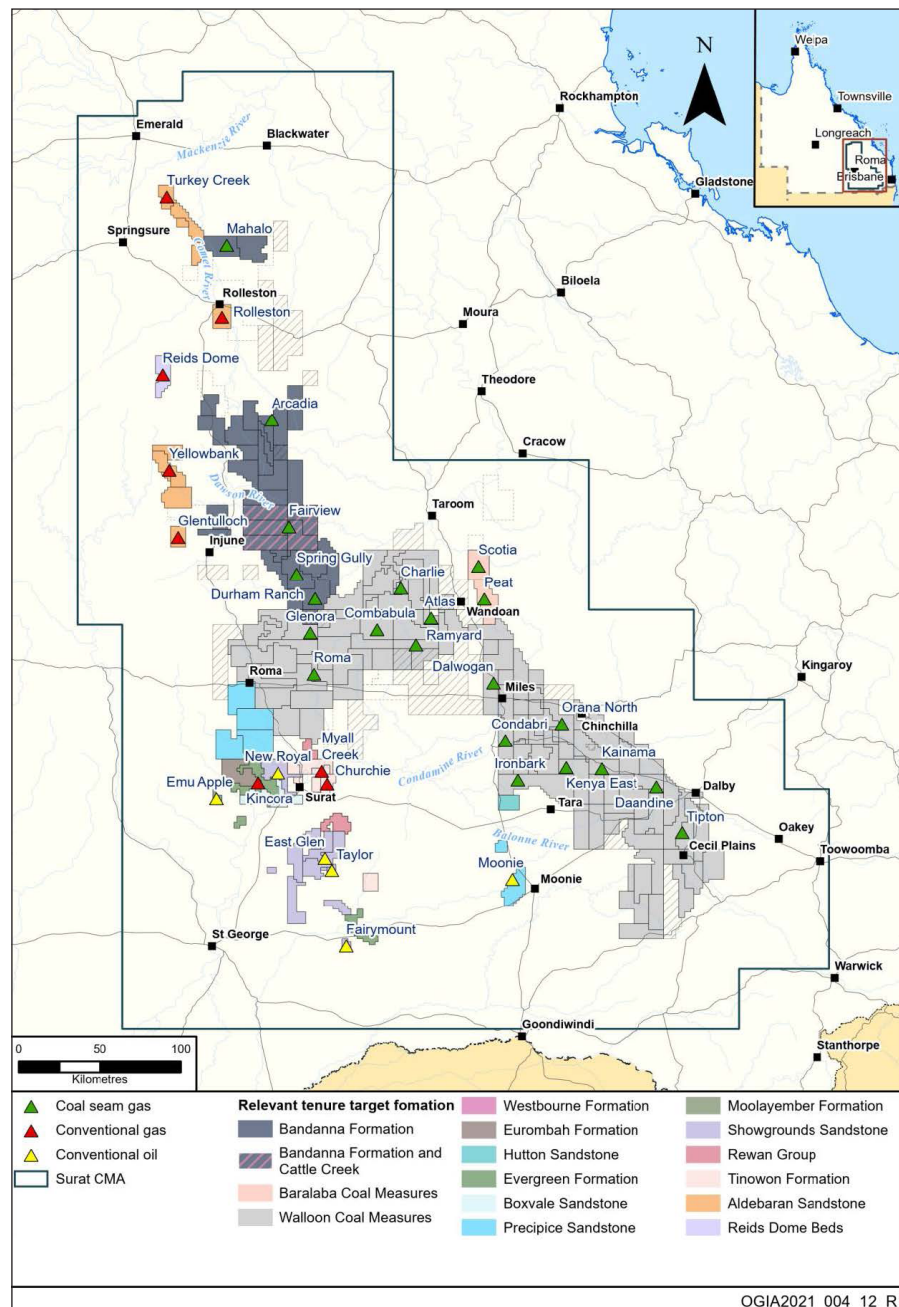 N
Weipa
Townsville
Longreach
Roma
Brisbane
Rockhampton
Emerald
Blackwater
Mackenzie River
Gladstone
Turkey Creek
Springsure
Mahalo
Comet River
Biloela
Rolleston
Rolleston
Moura
Reids Dome
Theodore
Arcadia
Yellowbank
Cracow
Dawson River
Taroom
Fairview
Glentulloch
Injune
Scotia
Spring Gully
Charlie
Peat
Durham Ranch
Atlas
Wandoan
Combabula
Glenora
Ramyard
Roma
Roma
Dalwogan
Kingaroy
Miles
Orana North
Chinchilla
Myall
Creek
Condabri
Condamine River
New Royal
Churchie
Ironbark
Kainama
Emu Apple
Kenya East
Kincora
Surat
Dalby
Tara
Daandine
Tipton
East Glen
Balonne River
Oakey
Taylor
Cecil Plains
Toowoomba
Moonie
Moonie
Fairymount
St George
Warwick
Goondiwindi
Stanthorpe
0 50 100
Kilometres
Coal seam gas
Conventional gas
Conventional oil
Surat CMA
Relevant tenure target fomation
Bandanna Formation
Bandanna Formation and
Cattle Creek
Baralaba Coal Measures
Walloon Coal Measures
Westbourne Formation
Eurombah Formation
Hutton Sandstone
Evergreen Formation
Boxvale Sandstone
Precipice Sandstone
Moolayember Formation
Showgrounds Sandstone
Rewan Group
Tinowon Formation
Aldebaran Sandstone
Reids Dome Beds
OGIA2021_004_12_R